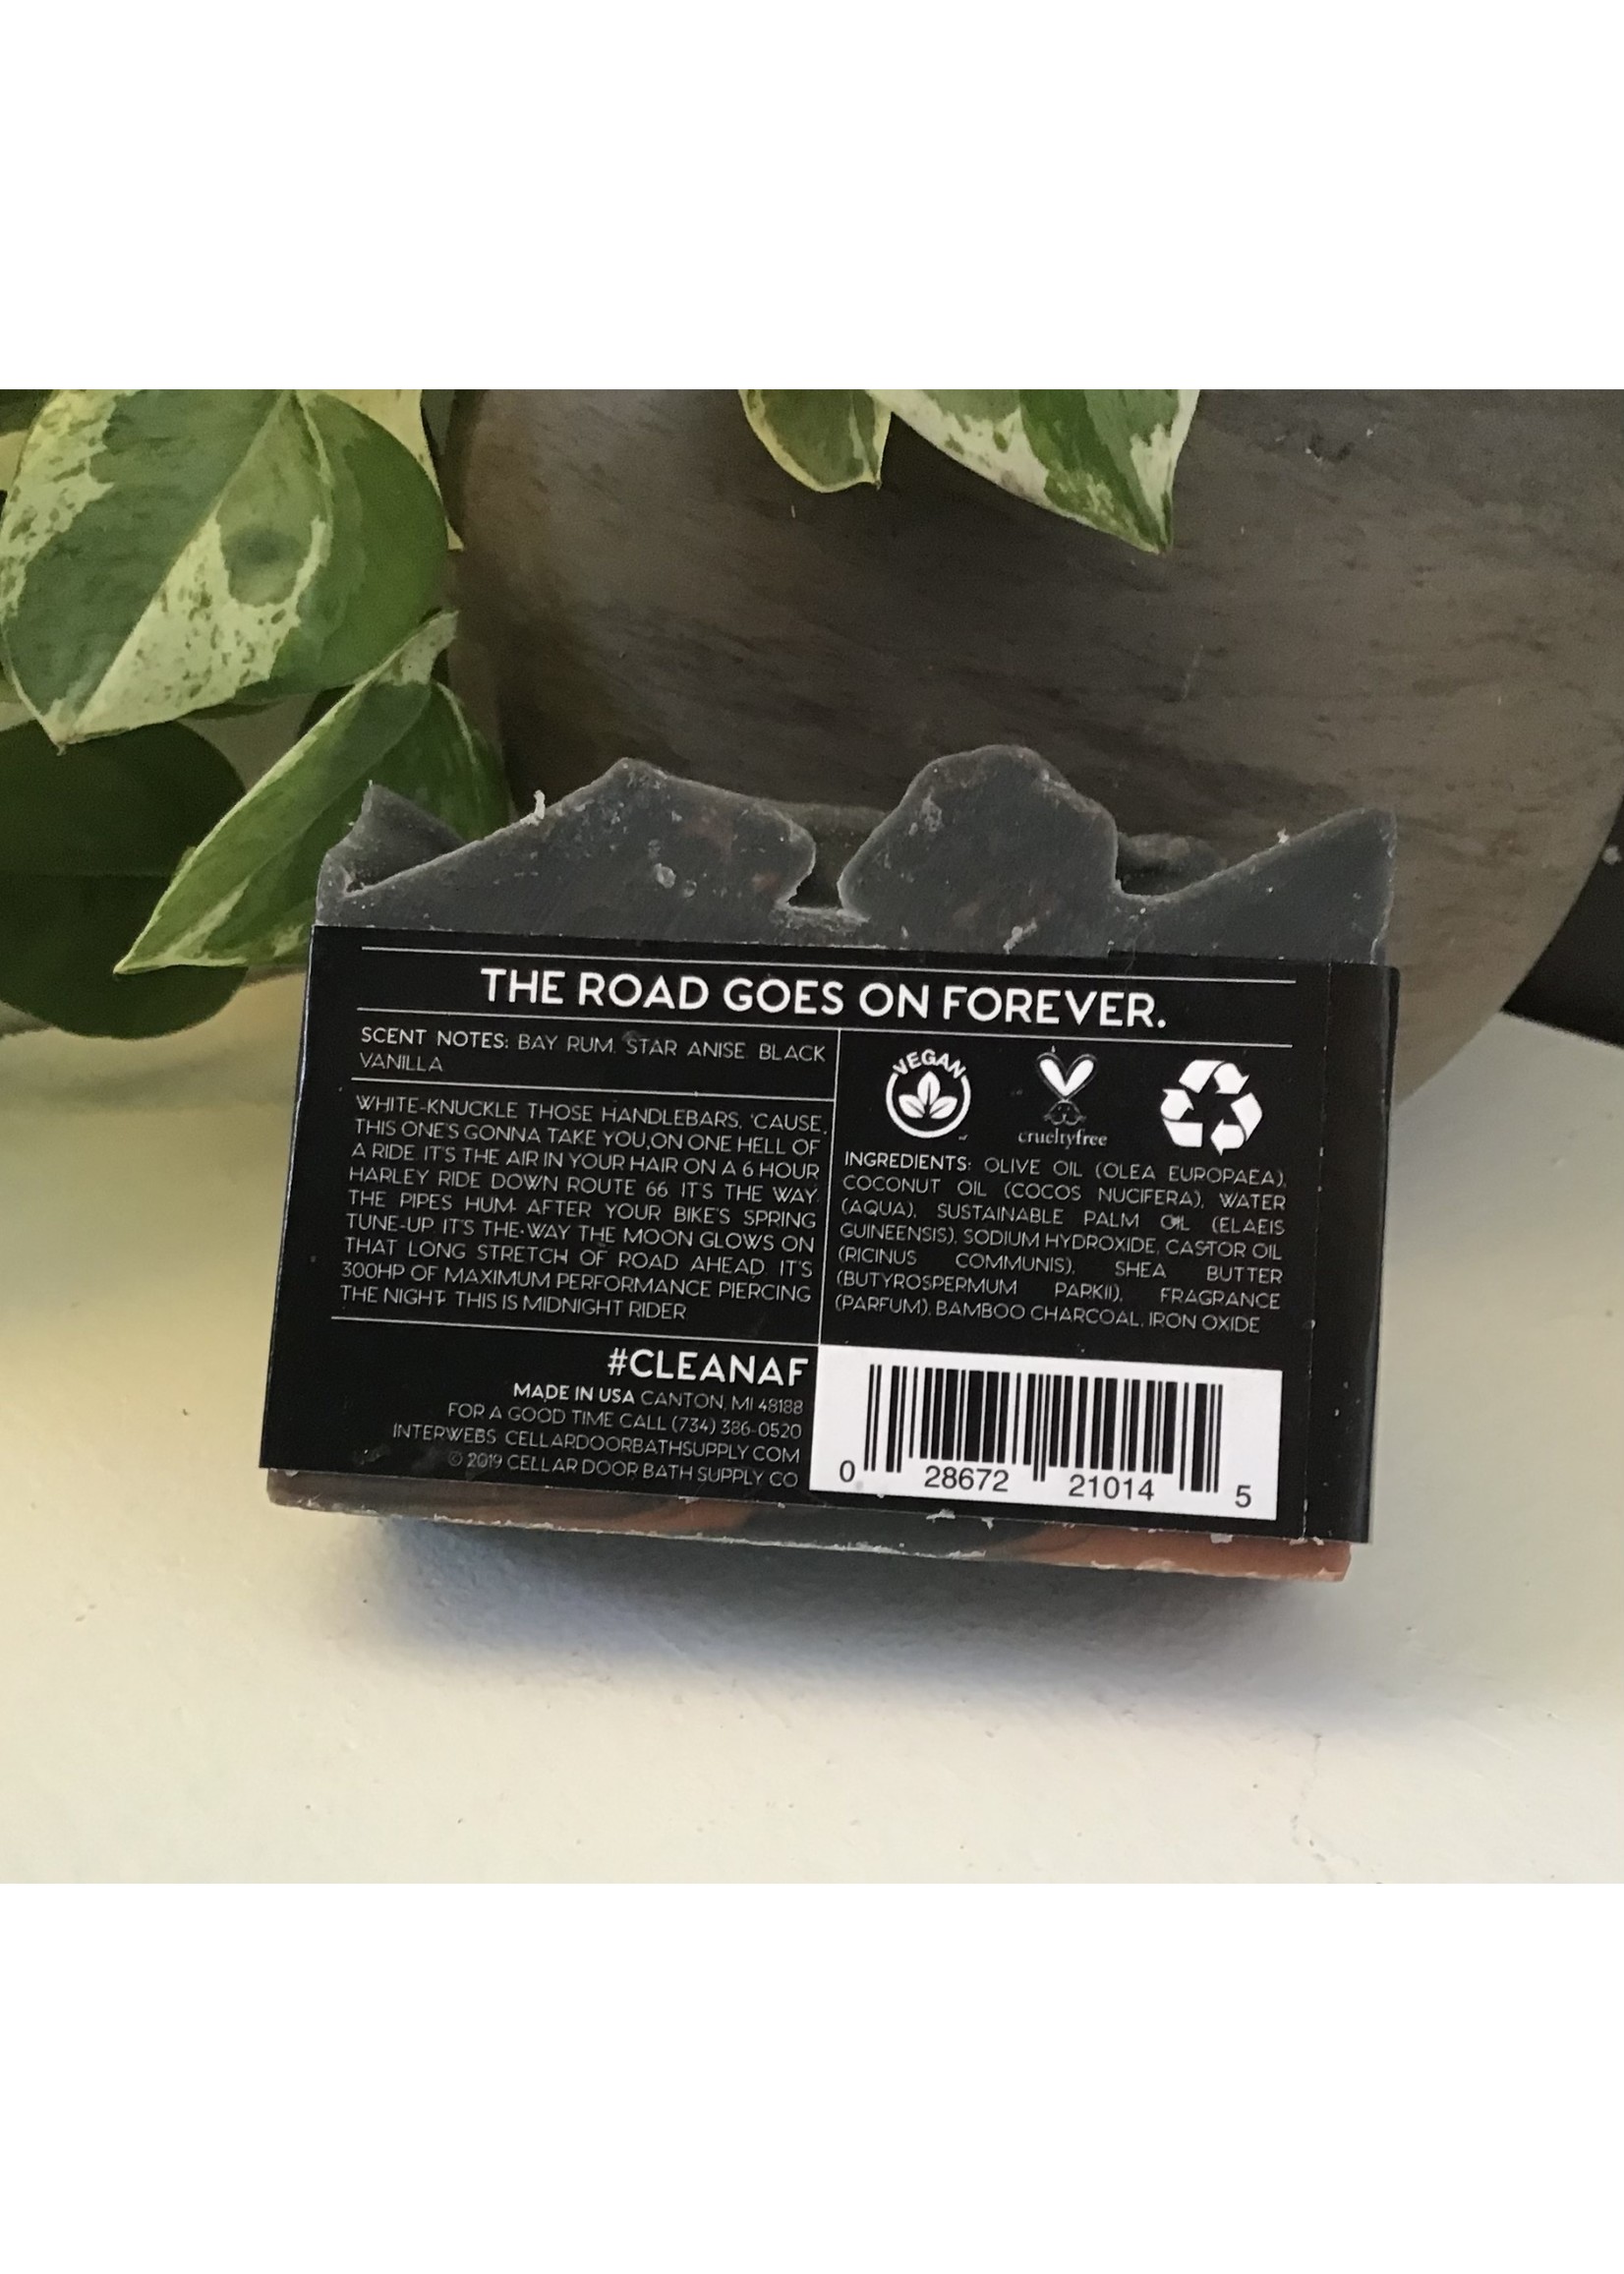 THE ROAD GOES ON FOREVER.
SCENT NOTES: BAY RUM. STAR ANISE. BLACK
VANILLA
WHITE-KNUCKLE THOSE HANDLEBARS, 'CAUSE,
THIS ONE'S GONNA TAKE YOU ON ONE HELL OF
A RIDE. IT'S THE AIR IN YOUR HAIR ON A 6 HOUR
HARLEY RIDE DOWN ROUTE 66. IT'S THE WAY
THE PIPES HUM AFTER YOUR BIKE'S SPRING
TUNE-UP. IT'S THE WAY THE MOON GLOWS ON
THAT LONG STRETCH OF ROAD AHEAD. IT'S
300HP OF MAXIMUM PERFORMANCE PIERCING
THE NIGHT. THIS IS MIDNIGHT RIDER
#CLEANAF
MADE IN USA CANTON, MI 48188
FOR A GOOD TIME CALL (734) 386-0520
INTERWEBS: CELLARDOORBATHSUPPLY.COM
© 2019 CELLAR DOOR BATH SUPPLY CO
VEGAN
crueltyfree
INGREDIENTS: OLIVE OIL (OLEA EUROPAEA),
COCONUT OIL (COCOS NUCIFERA), WATER
(AQUA), SUSTAINABLE PALM OIL (ELAEIS
GUINEENSIS), SODIUM HYDROXIDE, CASTOR OIL
(RICINUS COMMUNIS), SHEA BUTTER
(BUTYROSPERMUM PARKII), FRAGRANCE
(PARFUM), BAMBOO CHARCOAL, IRON OXIDE
0 28672 21014 5